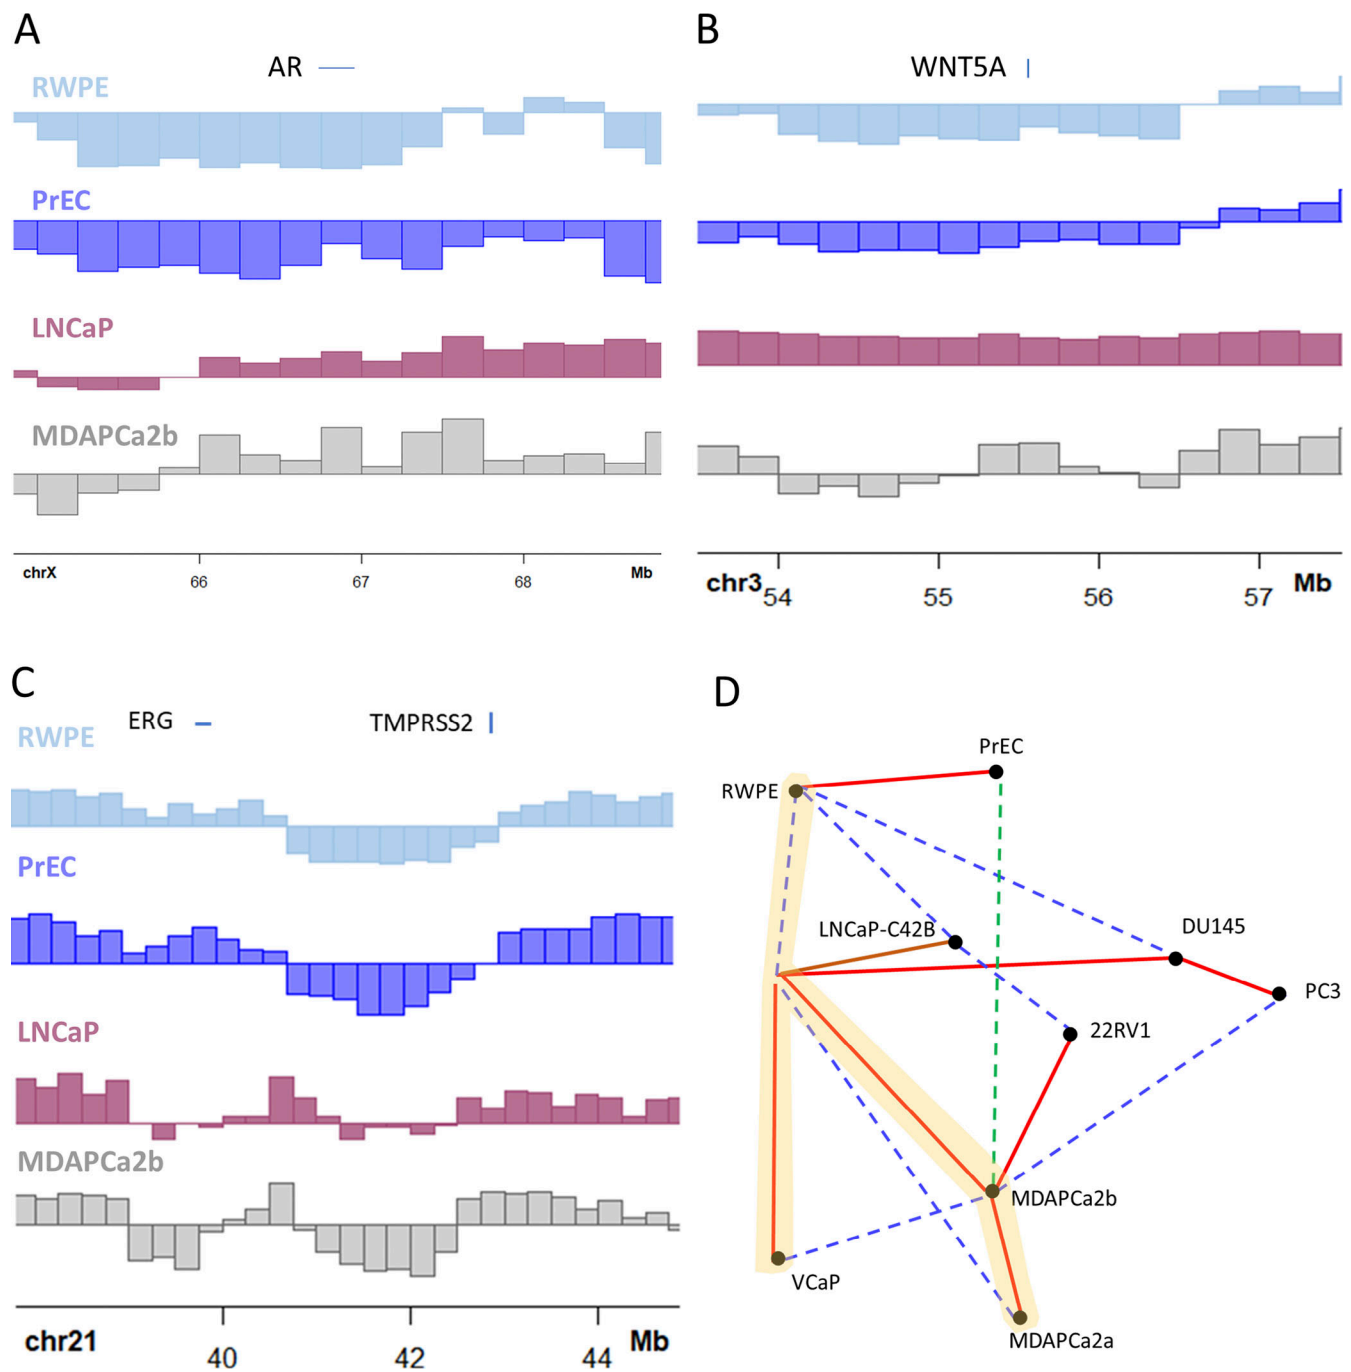 A
AR
RWPE
PrEC
LNCaP
MDAPCa2b
chrX 66 67 68 Mb
B
WNT5A
chr3 54 55 56 57 Mb
C
ERG TMPRSS2
RWPE
PrEC
LNCaP
MDAPCa2b
chr21 40 42 44 Mb
D
PrEC
RWPE
LNCaP-C42B
DU145
PC3
22RV1
MDAPCa2b
VCaP
MDAPCa2a